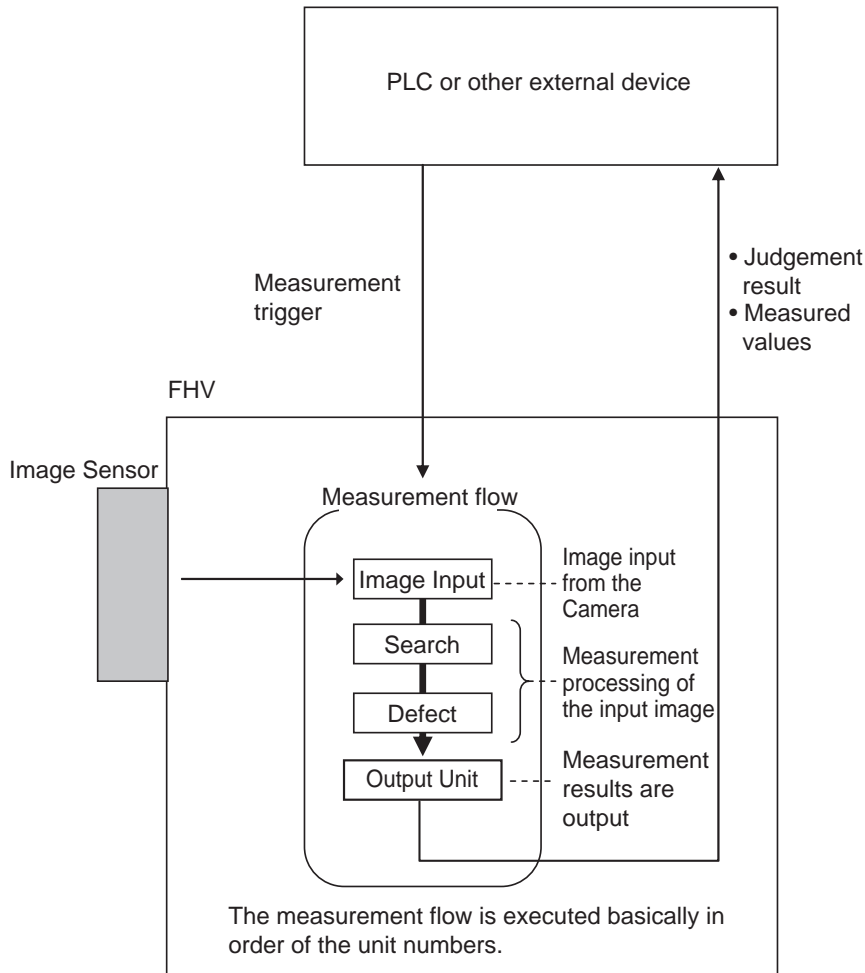 PLC or other external device
Measurement
trigger
• Judgement
result
• Measured
values
FHV
Image Sensor
Measurement flow
Image Input
Image input
from the
Camera
Search
Measurement
processing of
the input image
Defect
Output Unit
Measurement
results are
output
The measurement flow is executed basically in
order of the unit numbers.